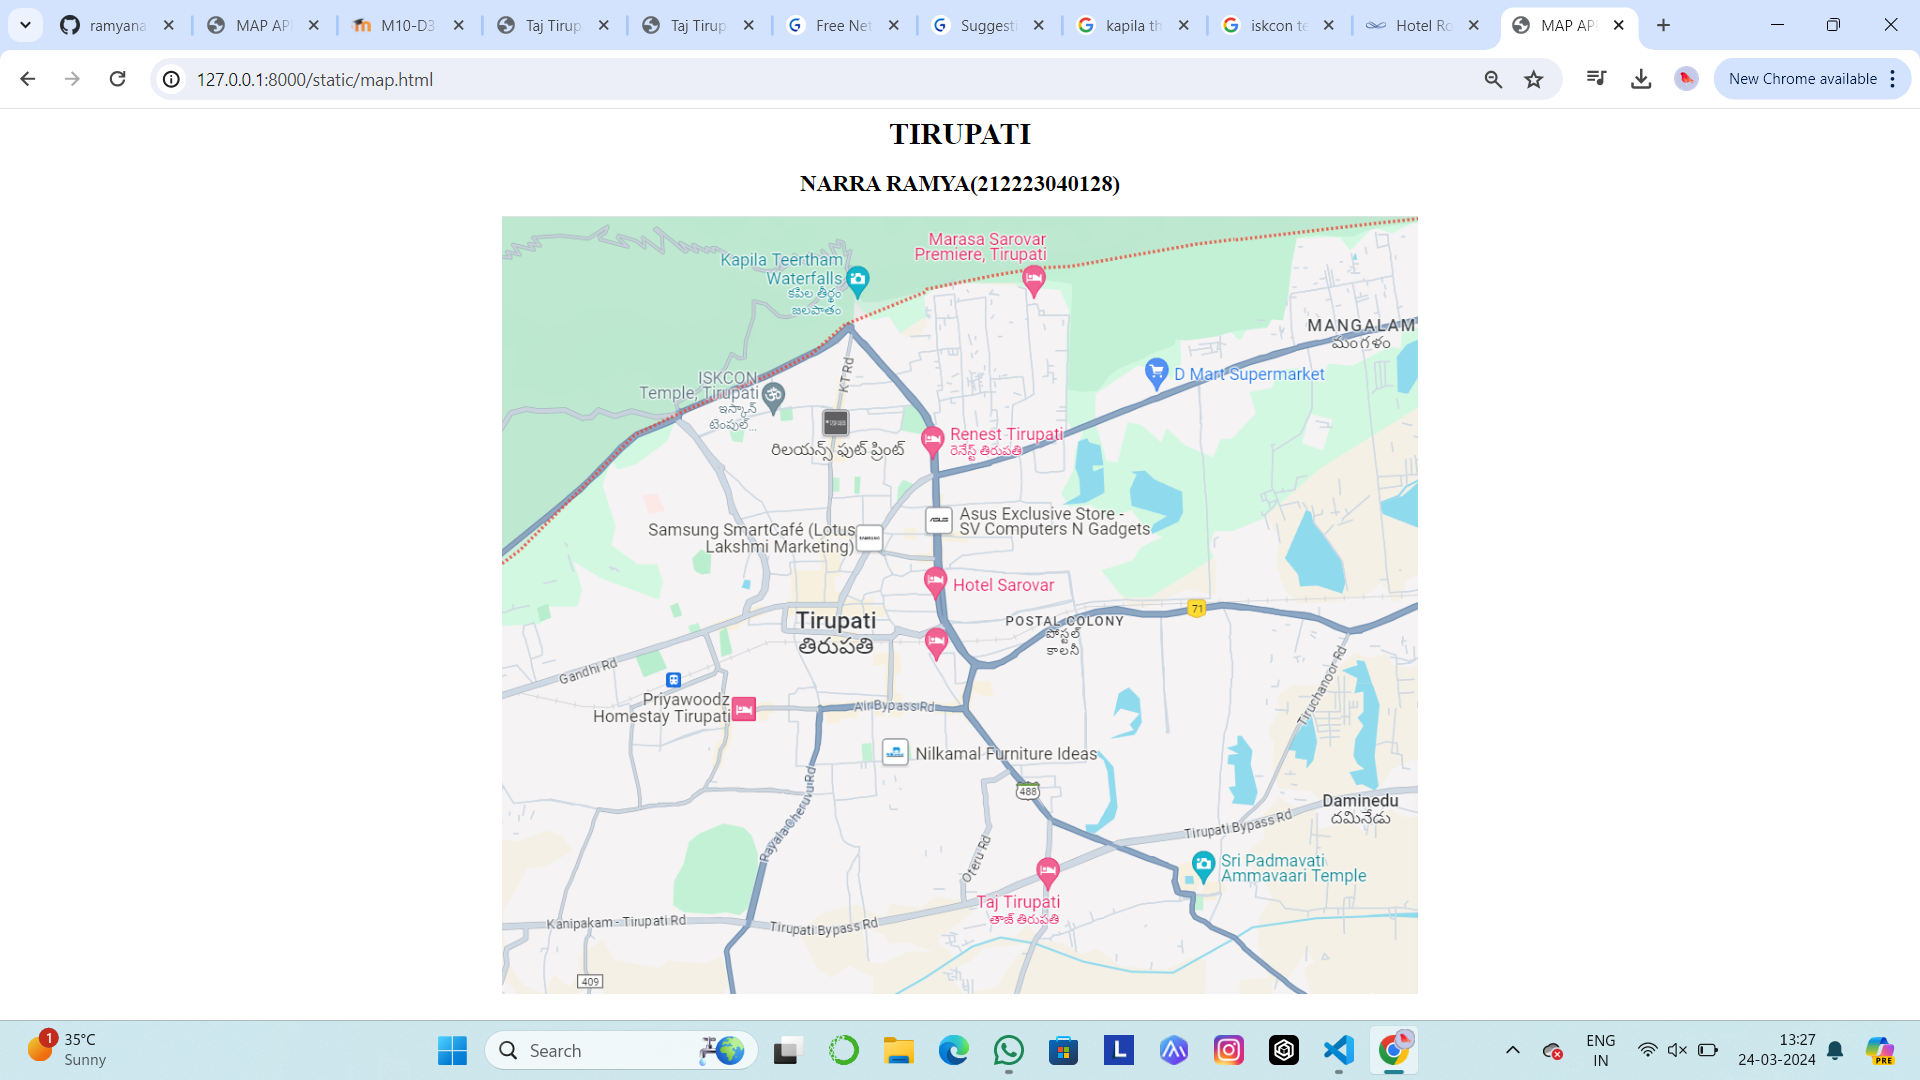 ramyana
MAP AP
M10-D3
Taj Tirup
Taj Tirup
Free Net
Suggesti
kapila th
iskcon te
Hotel Ro
MAP AP
127.0.0.1:8000/static/map.html
New Chrome available
TIRUPATI
NARRA RAMYA(212223040128)
Marasa Sarovar
Premiere, Tirupati
Kapila Teertham
Waterfalls
కపిల తీర్థం
జలపాతం
MANGALAM
మంగళం
D Mart Supermarket
K T Rd
ISKCON
Temple, Tirupati
ఇస్కాన్
టెంపుల్...
Renest Tirupati
రెనేస్ట్ తిరుపతి
రిలయన్స్ ఫుట్ ప్రింట్
Asus Exclusive Store -
SV Computers N Gadgets
ASUS
Samsung SmartCafé (Lotus
Lakshmi Marketing)
SAMSUNG
Hotel Sarovar
71
Tirupati
తిరుపతి
POSTAL COLONY
పోస్టల్
కాలనీ
Gandhi Rd
Tiruchanoor Rd
Priyawoodz
Homestay Tirupati
Air Bypass Rd
Nilkamal Furniture Ideas
488
Rayala Cheruvu Rd
Daminedu
దమినేడు
Tirupati Bypass Rd
Oteru Rd
Sri Padmavati
Ammavaari Temple
Taj Tirupati
తాజ్ తిరుపతి
Kanipakam - Tirupati Rd
Tirupati Bypass Rd
409
1
35°C
Sunny
Search
L
PRE
ENG
IN
13:27
24-03-2024